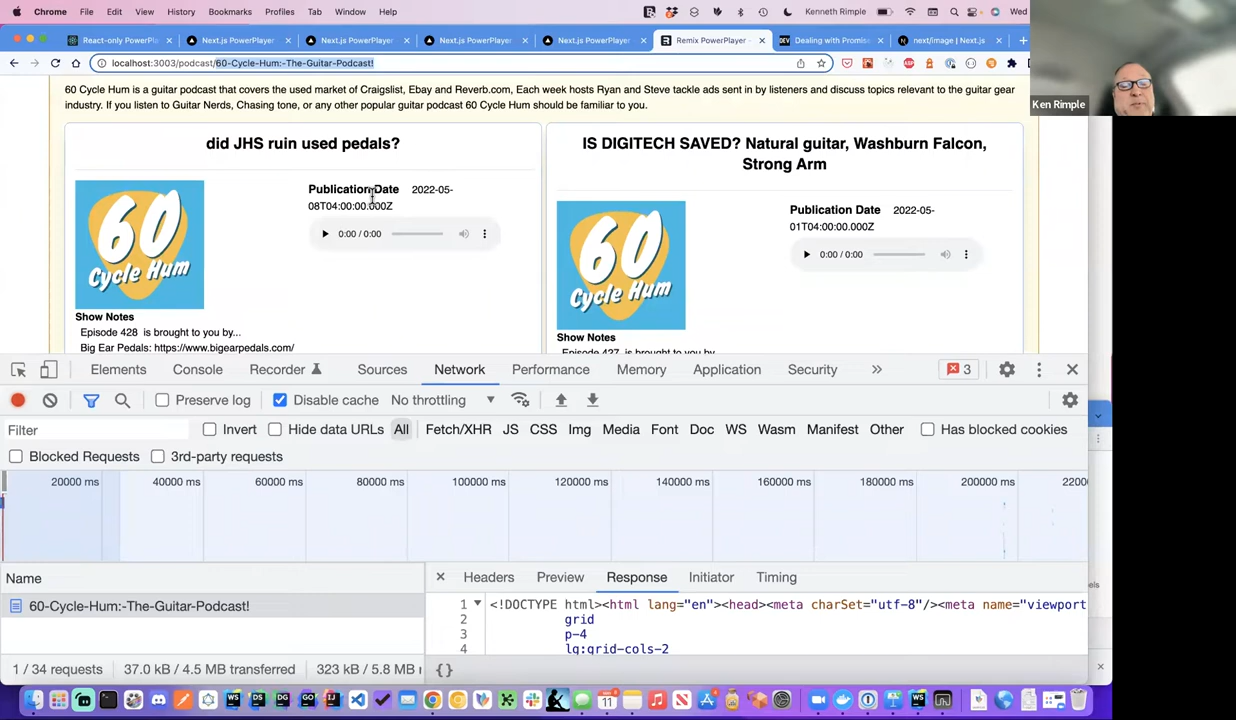 Chrome File Edit View History Bookmarks Profiles Tab Window Help Kenneth Rimple Wed
React-only PowerPla Next.js PowerPlayer Next.js PowerPlayer Next.js PowerPlayer Next.js PowerPlayer Remix PowerPlayer - Dealing with Promis next/image | Next.js
localhost:3003/podcast/60-Cycle-Hum:-The-Guitar-Podcast!
Ken Rimple
60 Cycle Hum is a guitar podcast that covers the used market of Craigslist, Ebay and Reverb.com, Each week hosts Ryan and Steve tackle ads sent in by listeners and discuss topics relevant to the guitar gear
industry. If you listen to Guitar Nerds, Chasing tone, or any other popular guitar podcast 60 Cycle Hum should be familiar to you.
did JHS ruin used pedals?
Publication Date 2022-05-
08T04:00:00.000Z
0:00 / 0:00
60
Cycle Hum
Show Notes
Episode 428 is brought to you by...
Big Ear Pedals: https://www.bigearpedals.com/
IS DIGITECH SAVED? Natural guitar, Washburn Falcon,
Strong Arm
Publication Date 2022-05-
01T04:00:00.000Z
0:00 / 0:00
60
Cycle Hum
Show Notes
Episode 427 is brought to you by
Elements Console Recorder Sources Network Performance Memory Application Security 3
Preserve log Disable cache No throttling
Filter Invert Hide data URLs All Fetch/XHR JS CSS Img Media Font Doc WS Wasm Manifest Other Has blocked cookies
Blocked Requests 3rd-party requests
20000 ms 40000 ms 60000 ms 80000 ms 100000 ms 120000 ms 140000 ms 160000 ms 180000 ms 200000 ms 2200
Name
60-Cycle-Hum:-The-Guitar-Podcast!
1 / 34 requests 37.0 kB / 4.5 MB transferred 323 kB / 5.8 MB
Headers Preview Response Initiator Timing
1 <!DOCTYPE html><html lang="en"><head><meta charSet="utf-8"/><meta name="viewport
2 grid
3 p-4
4 lg:grid-cols-2
{}